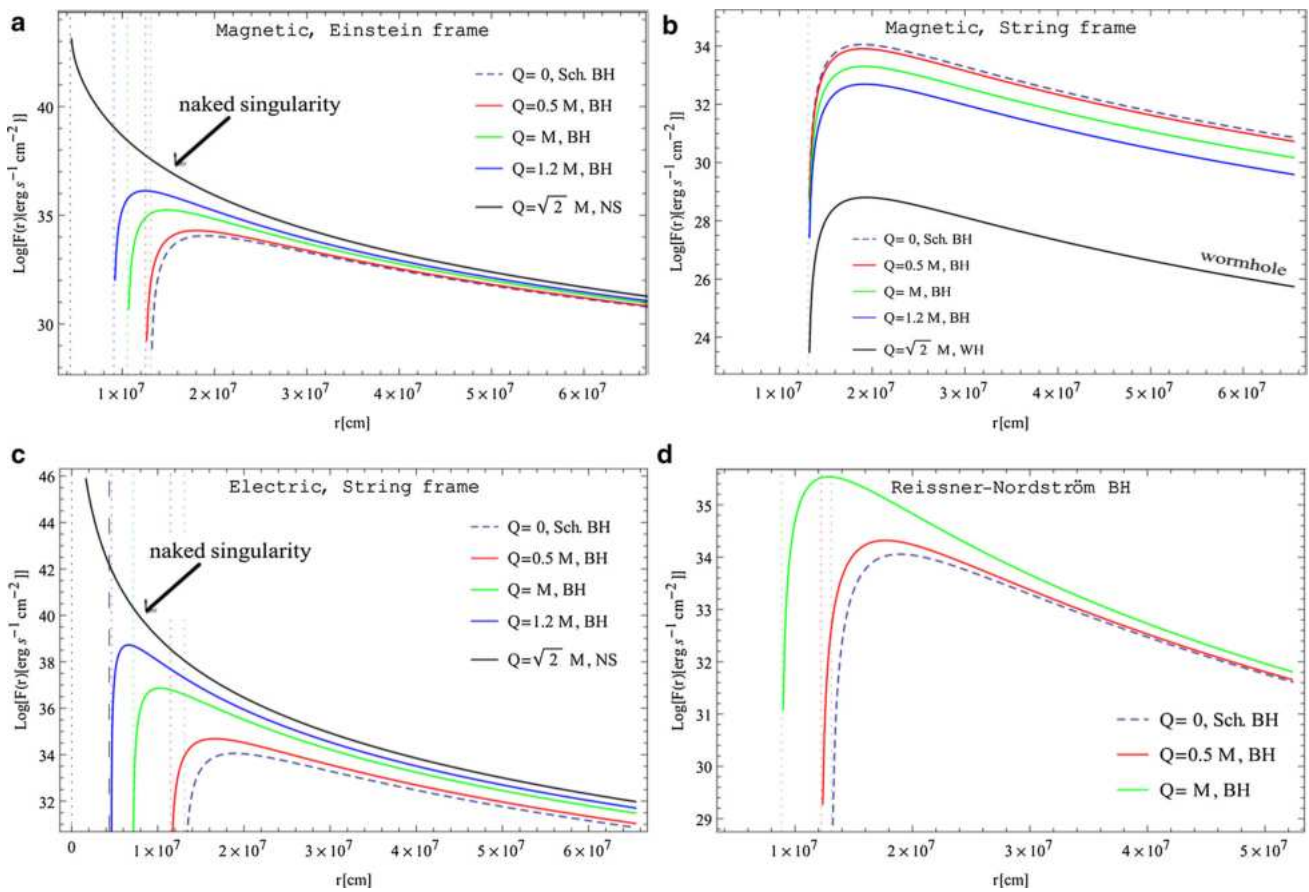 a
Magnetic, Einstein frame
naked singularity
Q= 0, Sch. BH
Q=0.5 M, BH
Q= M, BH
Q=1.2 M, BH
Q=√2 M, NS
Log[F(r)[erg s⁻¹ cm⁻²]]
40
35
30
1×10⁷
2×10⁷
3×10⁷
4×10⁷
5×10⁷
6×10⁷
r[cm]
b
Magnetic, String frame
Q= 0, Sch. BH
Q=0.5 M, BH
Q= M, BH
Q=1.2 M, BH
Q=√2 M, WH
wormhole
Log[F(r)[erg s⁻¹ cm⁻²]]
34
32
30
28
26
24
1×10⁷
2×10⁷
3×10⁷
4×10⁷
5×10⁷
6×10⁷
r[cm]
c
Electric, String frame
naked singularity
Q= 0, Sch. BH
Q=0.5 M, BH
Q= M, BH
Q=1.2 M, BH
Q=√2 M, NS
Log[F(r)[erg s⁻¹ cm⁻²]]
46
44
42
40
38
36
34
32
0
1×10⁷
2×10⁷
3×10⁷
4×10⁷
5×10⁷
6×10⁷
r[cm]
d
Reissner-Nordström BH
Q= 0, Sch. BH
Q=0.5 M, BH
Q= M, BH
Log[F(r)[erg s⁻¹ cm⁻²]]
35
34
33
32
31
30
29
1×10⁷
2×10⁷
3×10⁷
4×10⁷
5×10⁷
r[cm]